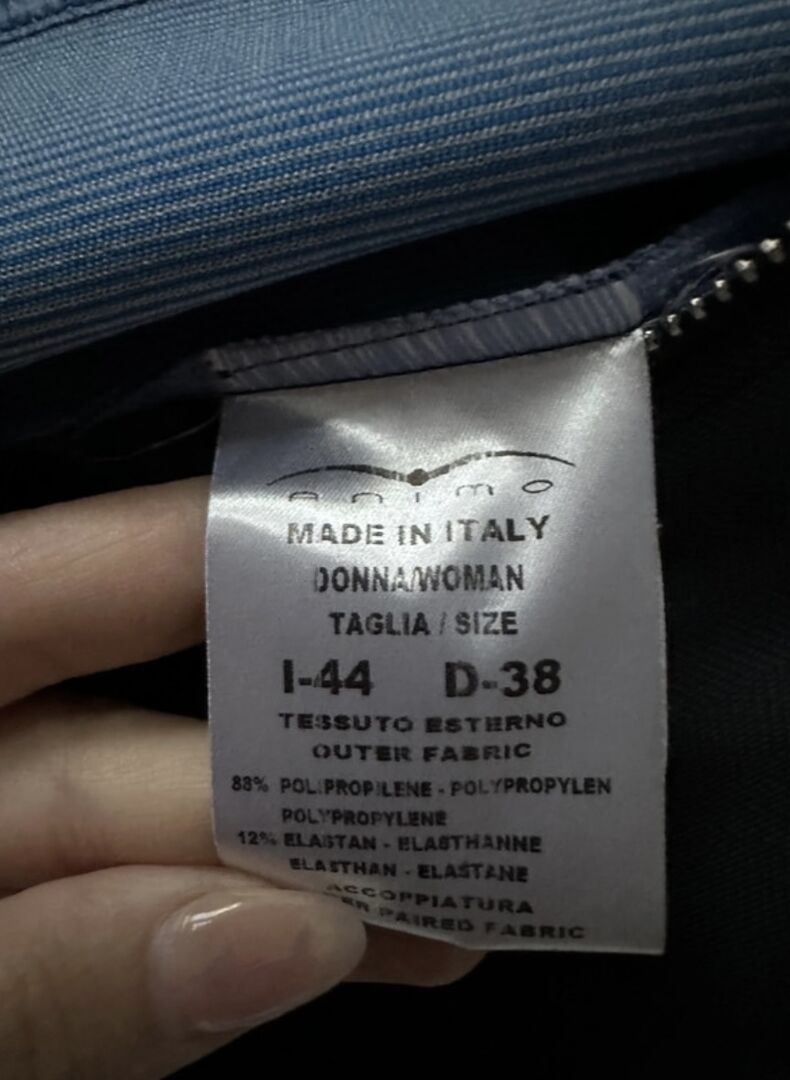 animo
MADE IN ITALY
DONNA/WOMAN
TAGLIA / SIZE
I-44 D-38
TESSUTO ESTERNO
OUTER FABRIC
88% POLIPROPILENE - POLYPROPYLEN
POLYPROPYLENE
12% ELASTAN - ELASTHANNE
ELASTHAN - ELASTANE
ACCOPPIATURA
PAIRED FABRIC